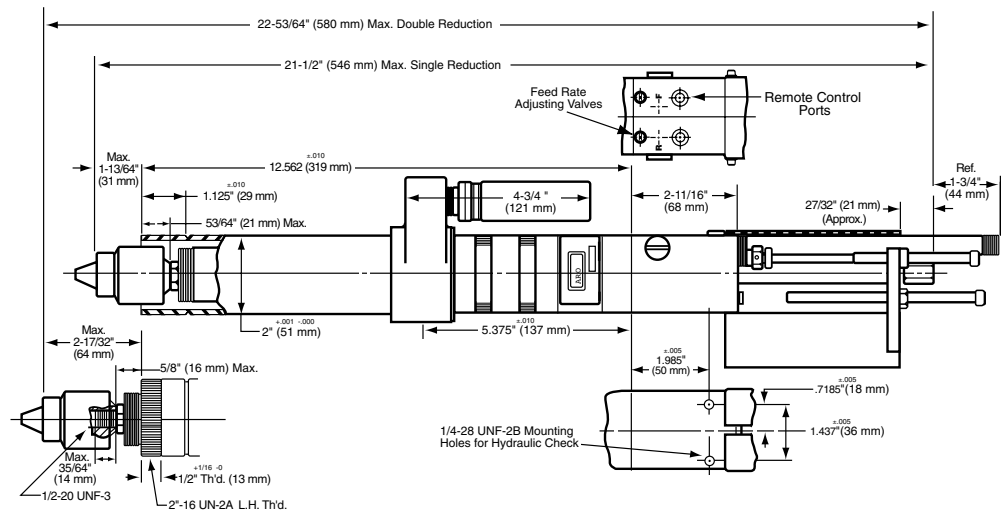 22-53/64" (580 mm) Max. Double Reduction
21-1/2" (546 mm) Max. Single Reduction
Feed Rate
Adjusting Valves
F
R
Remote Control
Ports
Max.
1-13/64"
(31 mm)
±.010
12.562 (319 mm)
±.010
1.125" (29 mm)
53/64" (21 mm) Max.
4-3/4 "
(121 mm)
2-11/16"
(68 mm)
27/32" (21 mm)
(Approx.)
Ref.
1-3/4"
(44 mm)
ARO
+.001 -.000
2" (51 mm)
±.010
5.375" (137 mm)
±.005
1.985"
(50 mm)
Max.
2-17/32"
(64 mm)
5/8" (16 mm) Max.
±.005
.7185"(18 mm)
±.005
1.437"(36 mm)
1/4-28 UNF-2B Mounting
Holes for Hydraulic Check
Max.
35/64"
(14 mm)
+1/16 -0
1/2" Th'd. (13 mm)
1/2-20 UNF-3
2"-16 UN-2A L.H. Th'd.